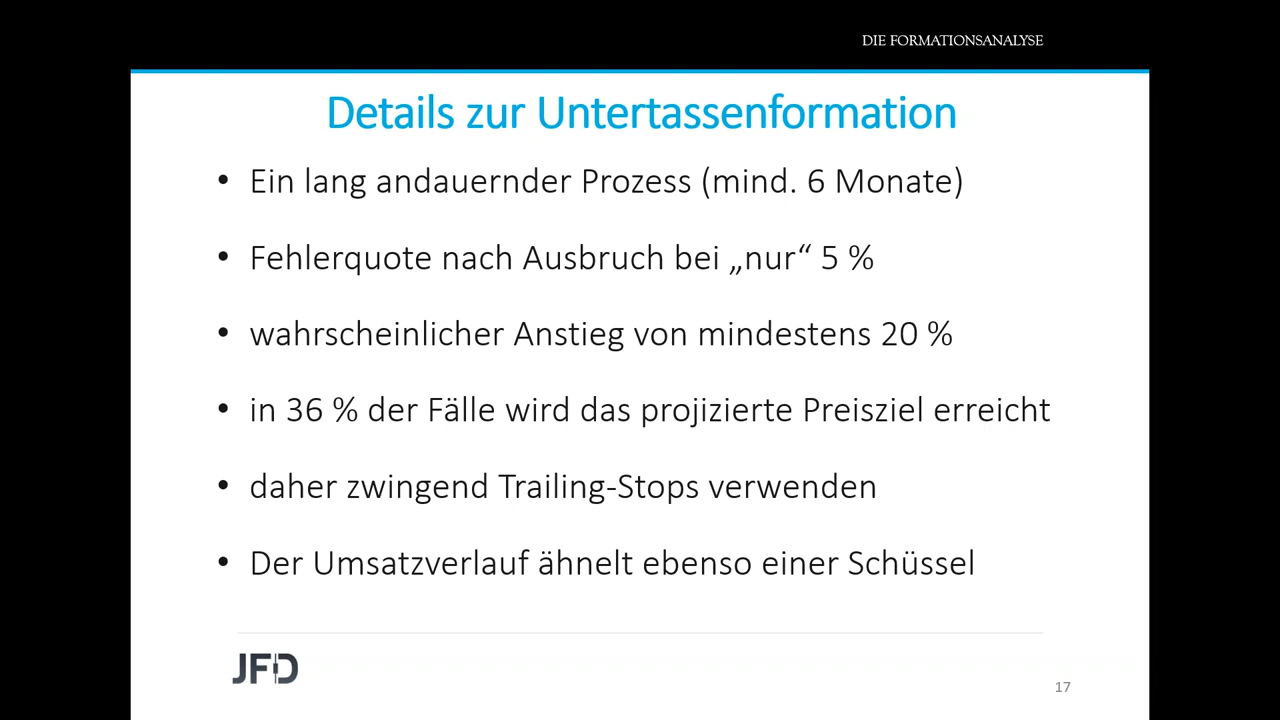 DIE FORMATIONSANALYSE
Details zur Untertassenformation
• Ein lang andauernder Prozess (mind. 6 Monate)
• Fehlerquote nach Ausbruch bei „nur“ 5 %
• wahrscheinlicher Anstieg von mindestens 20 %
• in 36 % der Fälle wird das projizierte Preisziel erreicht
• daher zwingend Trailing-Stops verwenden
• Der Umsatzverlauf ähnelt ebenso einer Schüssel
JFD
17